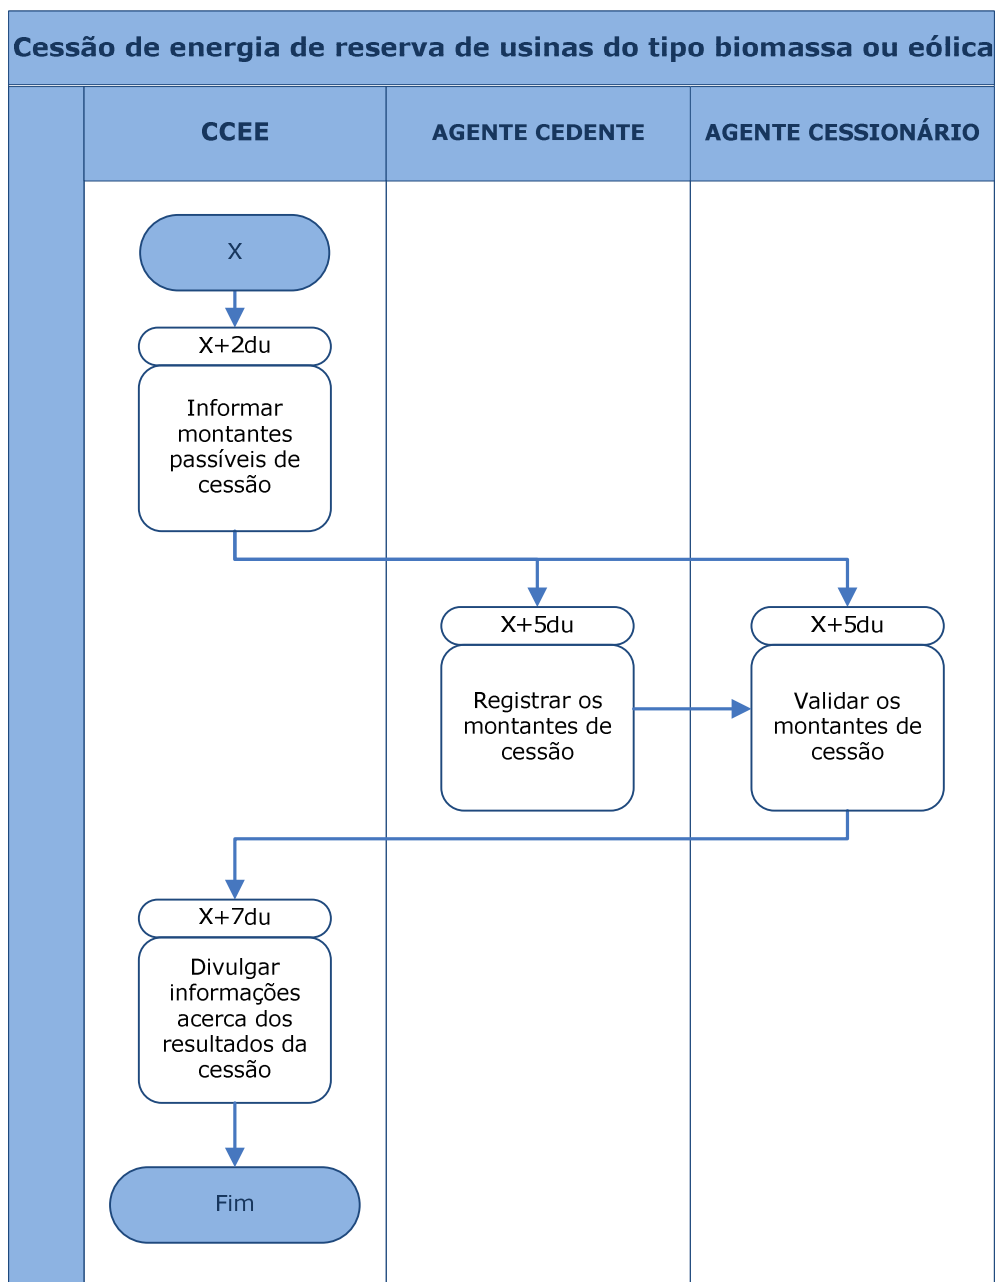 Cessão de energia de reserva de usinas do tipo biomassa ou eólica
CCEE
AGENTE CEDENTE
AGENTE CESSIONÁRIO
X
X+2du
Informar
montantes
passíveis de
cessão
X+5du
Registrar os
montantes de
cessão
X+5du
Validar os
montantes de
cessão
X+7du
Divulgar
informações
acerca dos
resultados da
cessão
Fim